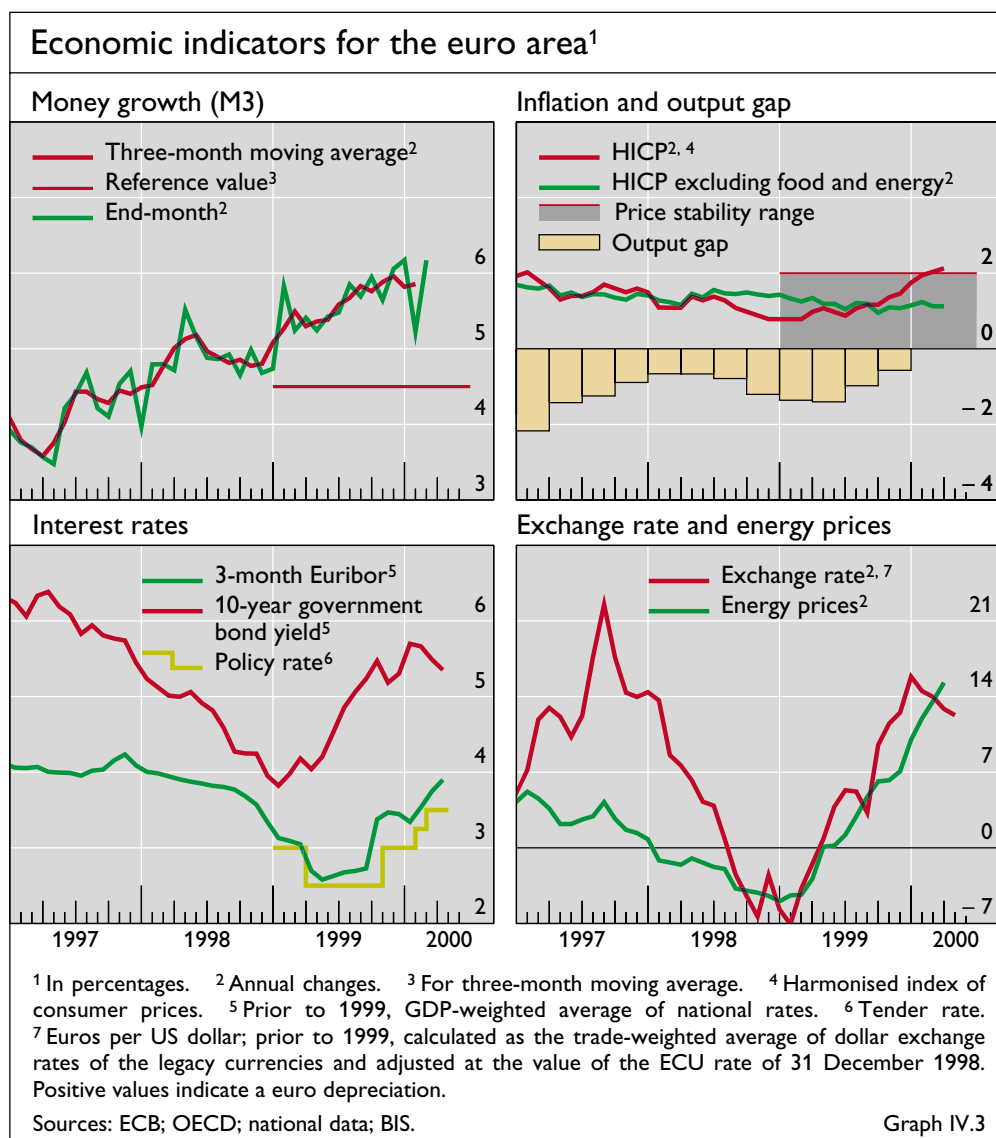 Economic indicators for the euro area¹
Money growth (M3)
Three-month moving average²
Reference value³
End-month²
6
5
4
3
Inflation and output gap
HICP²,⁴
HICP excluding food and energy²
Price stability range
Output gap
2
0
–2
–4
Interest rates
3-month Euribor⁵
10-year government
bond yield⁵
Policy rate⁶
6
5
4
3
2
1997 1998 1999 2000
Exchange rate and energy prices
Exchange rate²,⁷
Energy prices²
21
14
7
0
–7
1997 1998 1999 2000
¹ In percentages. ² Annual changes. ³ For three-month moving average. ⁴ Harmonised index of
consumer prices. ⁵ Prior to 1999, GDP-weighted average of national rates. ⁶ Tender rate.
⁷ Euros per US dollar; prior to 1999, calculated as the trade-weighted average of dollar exchange
rates of the legacy currencies and adjusted at the value of the ECU rate of 31 December 1998.
Positive values indicate a euro depreciation.
Sources: ECB; OECD; national data; BIS. Graph IV.3